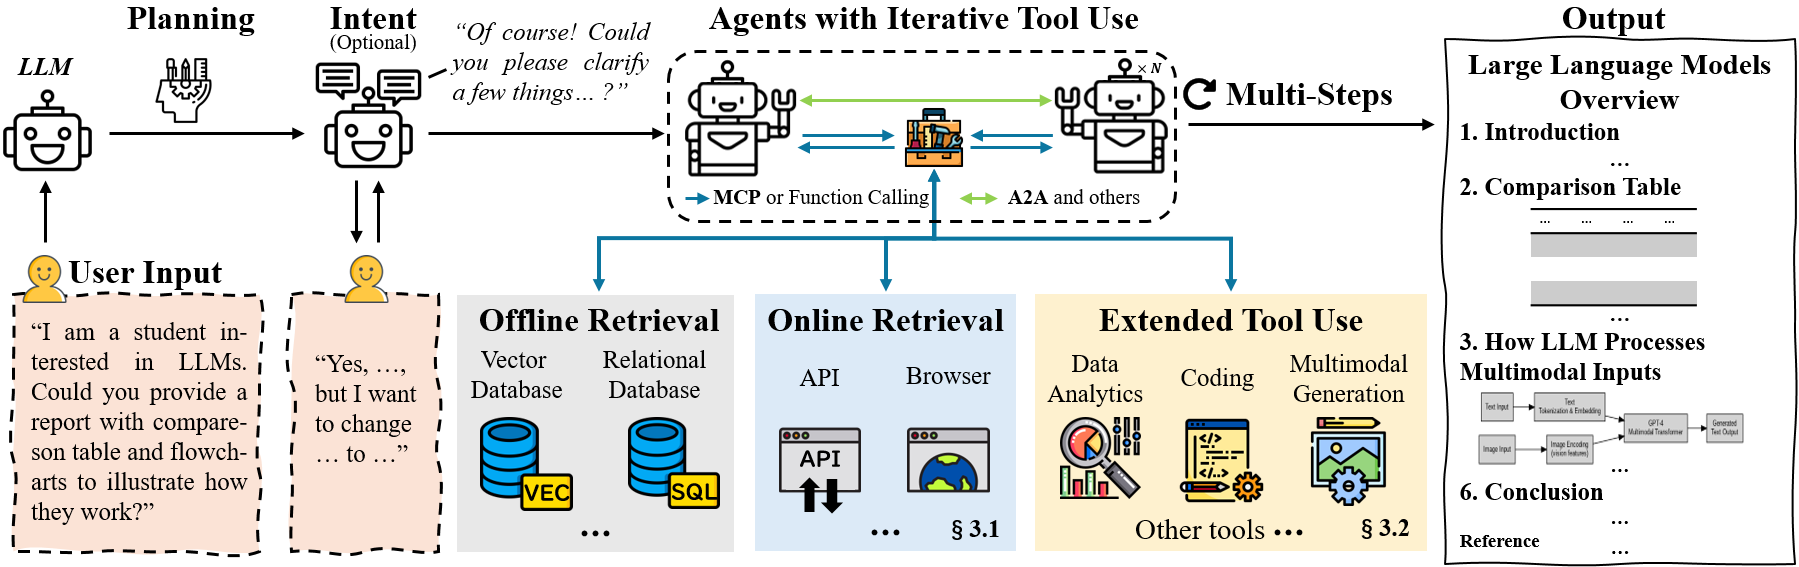 Planning
LLM
Intent
(Optional)
“Of course! Could
you please clarify
a few things… ?”
Agents with Iterative Tool Use
× N
MCP or Function Calling
A2A and others
Multi-Steps
User Input
“I am a student in-
terested in LLMs.
Could you provide a
report with compare-
son table and flowch-
arts to illustrate how
they work?”
“Yes, …,
but I want
to change
… to …”
Offline Retrieval
Vector
Database
Relational
Database
VEC
SQL
...
Online Retrieval
API
Browser
API
...
§ 3.1
Extended Tool Use
Data
Analytics
Coding
Multimodal
Generation
</>
Other tools ...
§ 3.2
Output
Large Language Models
Overview
1. Introduction
...
2. Comparison Table
... ... ... ...
...
3. How LLM Processes
Multimodal Inputs
Text Input
Text
Tokenization & Embedding
Image Input
Image Encoding
(vision features)
GPT-4
Multimodal Transformer
Generated
Text Output
...
6. Conclusion
...
Reference
...